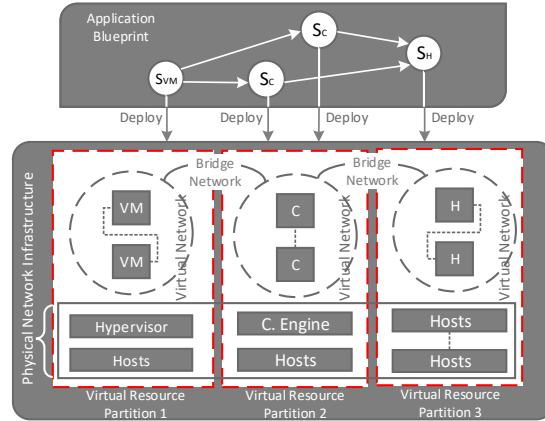 Application
Blueprint
SC
SH
SVM
SC
Deploy
Deploy
Deploy
Deploy
Physical Network Infrastructure
Bridge
Network
Bridge
Network
VM
VM
Virtual Network
C
C
Virtual Network
H
H
Virtual Network
Hypervisor
C. Engine
Hosts
Hosts
Hosts
Hosts
Virtual Resource
Partition 1
Virtual Resource
Partition 2
Virtual Resource
Partition 3